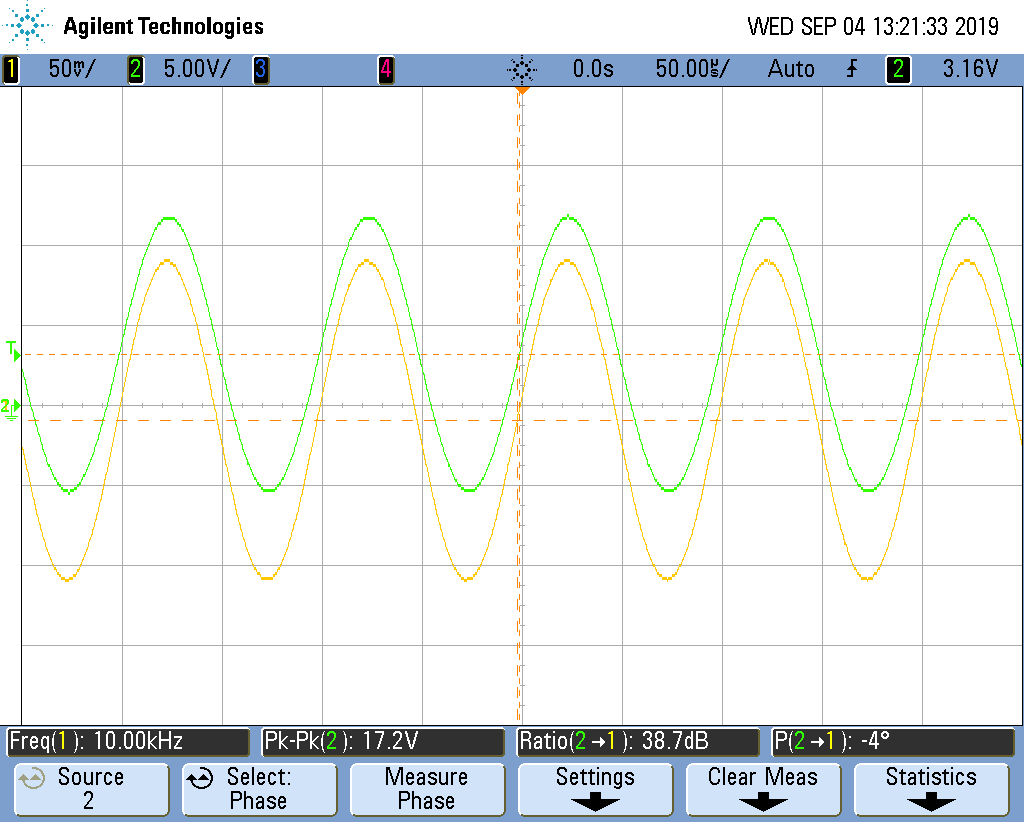 Agilent Technologies WED SEP 04 13:21:33 2019
1 50mV/ 2 5.00V/ 3 4 0.0s 50.00µs/ Auto 2 3.16V
T
2
Freq(1): 10.00kHz Pk-Pk(2): 17.2V Ratio(2→1): 38.7dB P(2→1): -4°
Source
2
Select:
Phase
Measure
Phase
Settings
Clear Meas
Statistics